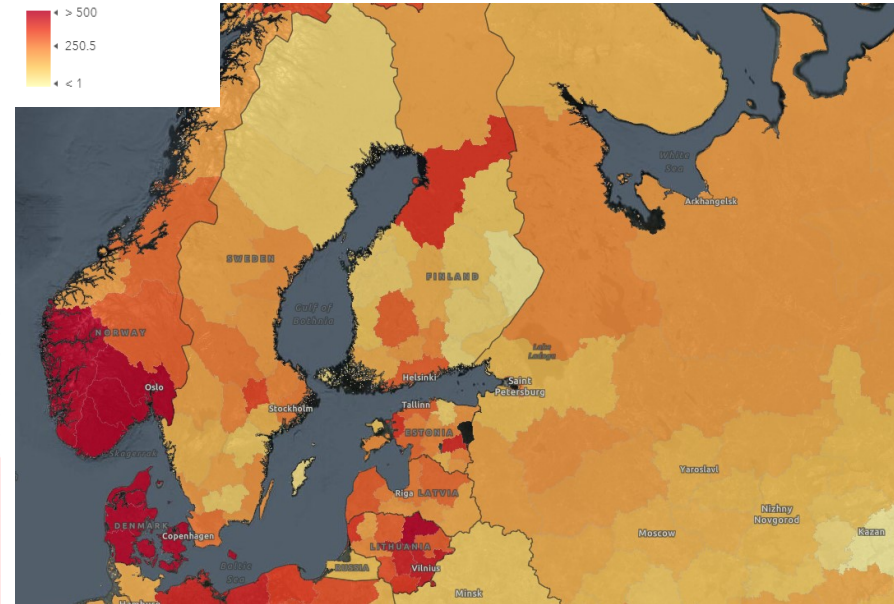 > 500
250.5
< 1
White
Sea
Arkhangelsk
SWEDEN
FINLAND
Gulf of
Bothnia
NORWAY
Lake
Ladoga
Oslo
Helsinki
Saint
Petersburg
Stockholm
Tallinn
ESTONIA
Skagerrak
Yaroslavl
Riga LATVIA
Nizhny
Novgorod
DENMARK
Copenhagen
Moscow
Kazan
LITHUANIA
Baltic
Sea
RUSSIA
Vilnius
Minsk
Hamburg